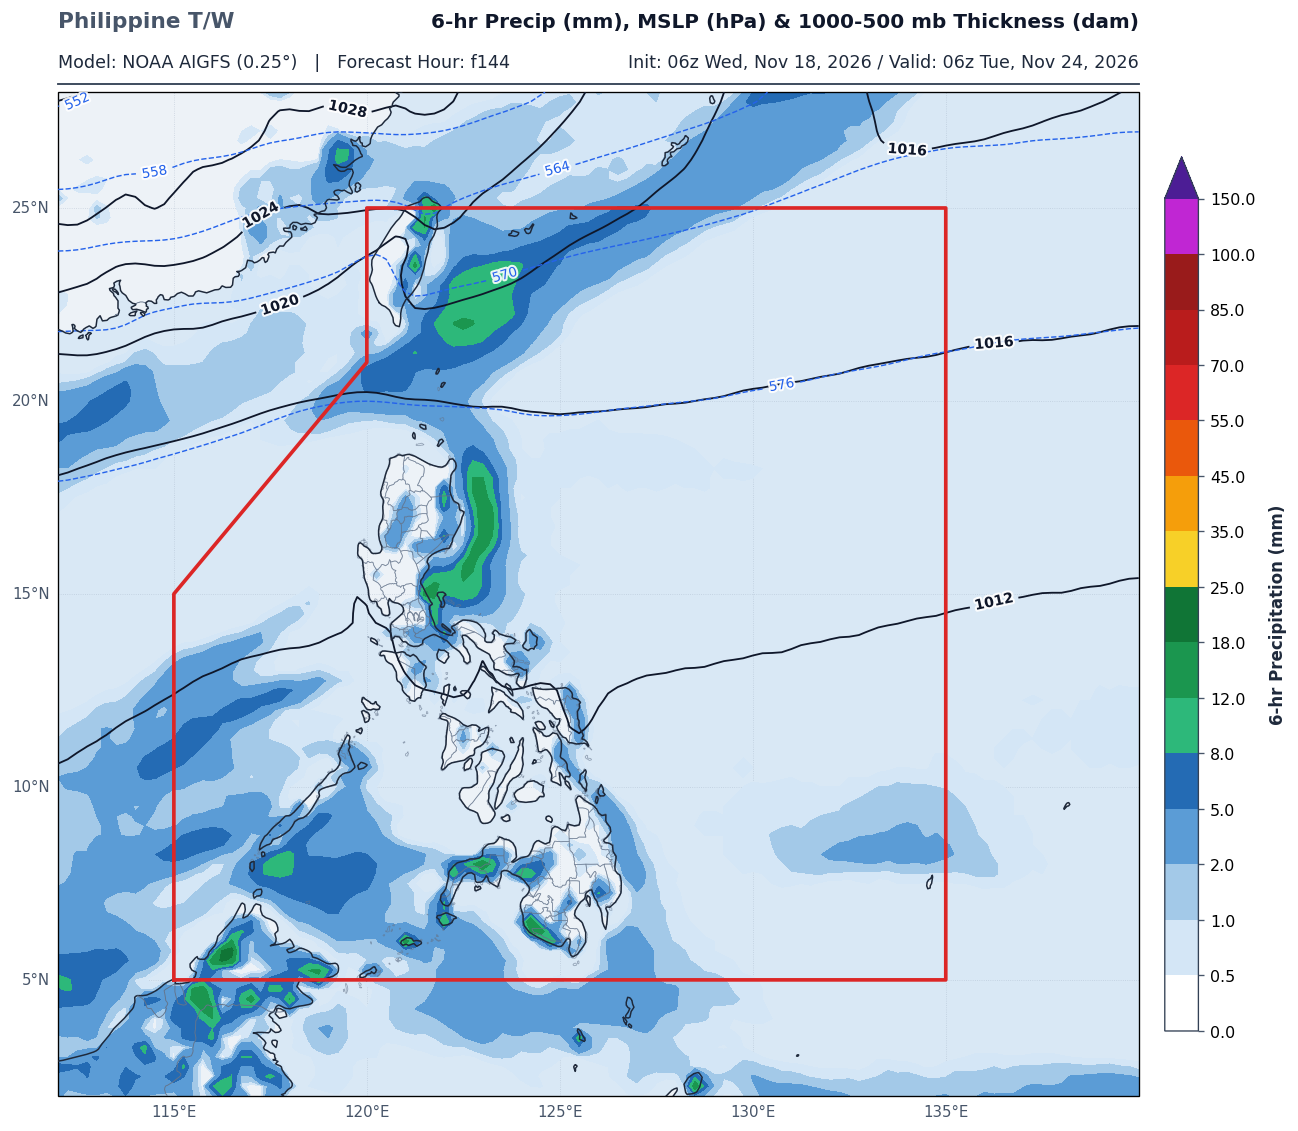 Philippine T/W
6-hr Precip (mm), MSLP (hPa) & 1000-500 mb Thickness (dam)
Model: NOAA AIGFS (0.25°) | Forecast Hour: f144
Init: 06z Wed, Nov 18, 2026 / Valid: 06z Tue, Nov 24, 2026
552
1028
558
564
1016
1024
570
1020
1016
576
1012
25°N
20°N
15°N
10°N
5°N
115°E
120°E
125°E
130°E
135°E
150.0
100.0
85.0
70.0
55.0
45.0
35.0
25.0
18.0
12.0
8.0
5.0
2.0
1.0
0.5
0.0
6-hr Precipitation (mm)